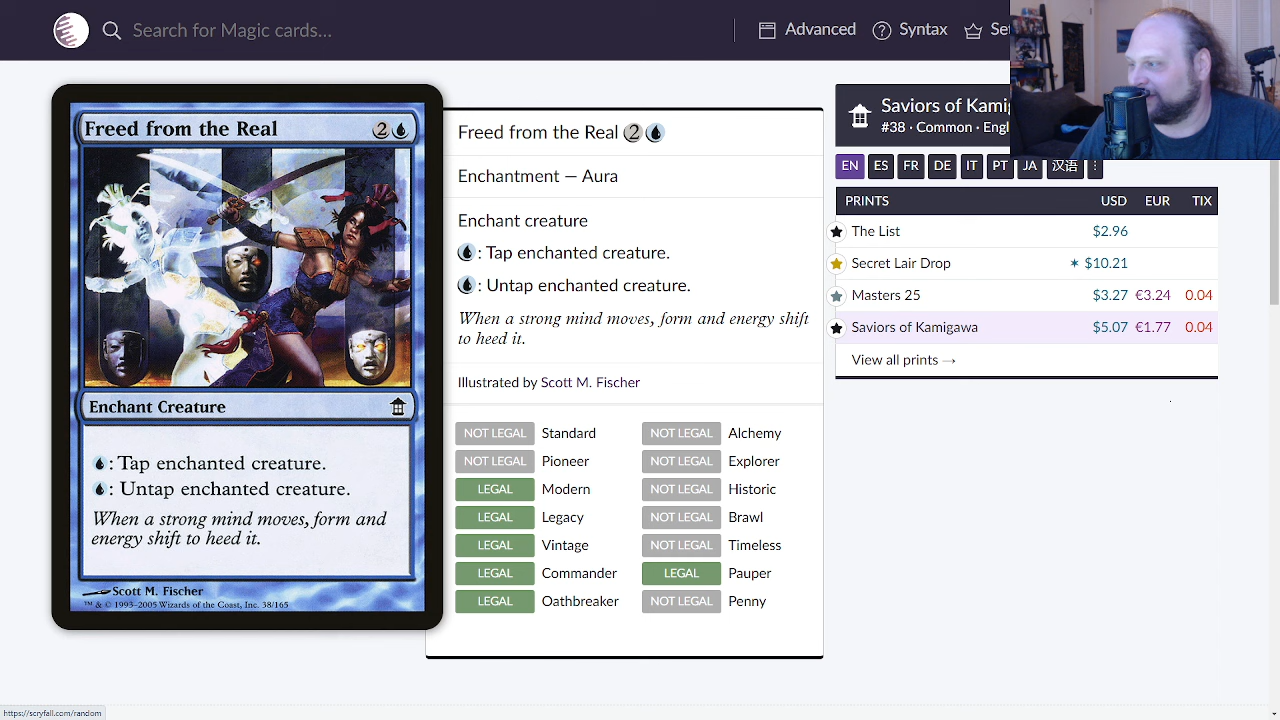 Search for Magic cards...
Advanced
Syntax
Freed from the Real 2
Enchant Creature
: Tap enchanted creature.
: Untap enchanted creature.
When a strong mind moves, form and
energy shift to heed it.
Scott M. Fischer
™ & © 1993–2005 Wizards of the Coast, Inc. 38/165
Freed from the Real 2
Enchantment — Aura
Enchant creature
: Tap enchanted creature.
: Untap enchanted creature.
When a strong mind moves, form and energy shift
to heed it.
Illustrated by Scott M. Fischer
NOT LEGAL Standard NOT LEGAL Alchemy
NOT LEGAL Pioneer NOT LEGAL Explorer
LEGAL Modern NOT LEGAL Historic
LEGAL Legacy NOT LEGAL Brawl
LEGAL Vintage NOT LEGAL Timeless
LEGAL Commander LEGAL Pauper
LEGAL Oathbreaker NOT LEGAL Penny
Saviors of Kamig
#38 · Common · Engl
EN ES FR DE IT PT JA 汉语
PRINTS USD EUR TIX
The List $2.96
Secret Lair Drop ✶ $10.21
Masters 25 $3.27 €3.24 0.04
Saviors of Kamigawa $5.07 €1.77 0.04
View all prints →
https://scryfall.com/random